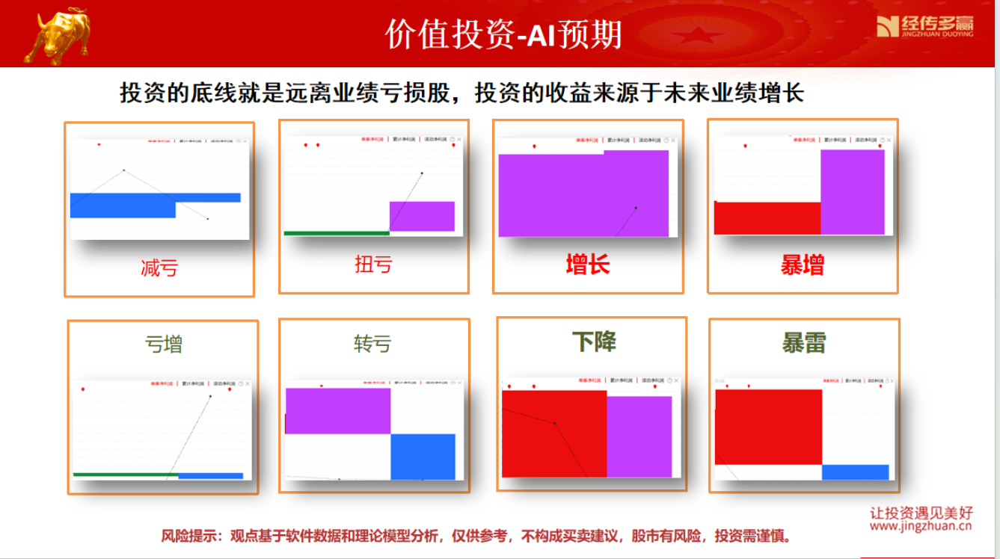 价值投资-AI预期
经传多赢
JINGZHUAN DUOYING
投资的底线就是远离业绩亏损股，投资的收益来源于未来业绩增长
单季净利润 | 累计净利润 | 滚动净利润
单季净利润 | 累计净利润 | 滚动净利润
单季净利润 | 累计净利润 | 滚动净利润
单季净利润 | 累计净利润 | 滚动净利润
减亏
扭亏
增长
暴增
亏增
转亏
下降
暴雷
单季净利润 | 累计净利润 | 滚动净利润
单季净利润 | 累计净利润 | 滚动净利润
单季净利润 | 累计净利润 | 滚动净利润
单季净利润 | 累计净利润 | 滚动净利润
让投资遇见美好
www.jingzhuan.cn
风险提示：观点基于软件数据和理论模型分析，仅供参考，不构成买卖建议，股市有风险，投资需谨慎。